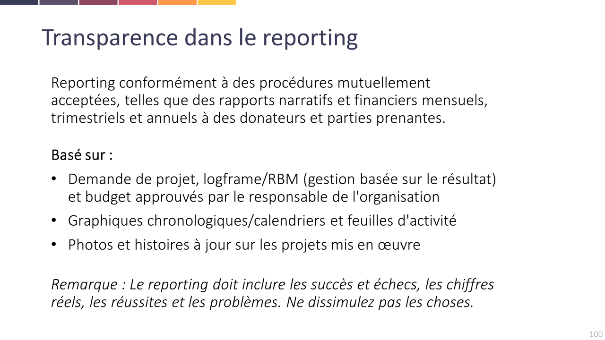 Transparence dans le reporting
Reporting conformément à des procédures mutuellement
acceptées, telles que des rapports narratifs et financiers mensuels,
trimestriels et annuels à des donateurs et parties prenantes.
Basé sur :
• Demande de projet, logframe/RBM (gestion basée sur le résultat)
et budget approuvés par le responsable de l'organisation
• Graphiques chronologiques/calendriers et feuilles d'activité
• Photos et histoires à jour sur les projets mis en œuvre
Remarque : Le reporting doit inclure les succès et échecs, les chiffres
réels, les réussites et les problèmes. Ne dissimulez pas les choses.
100